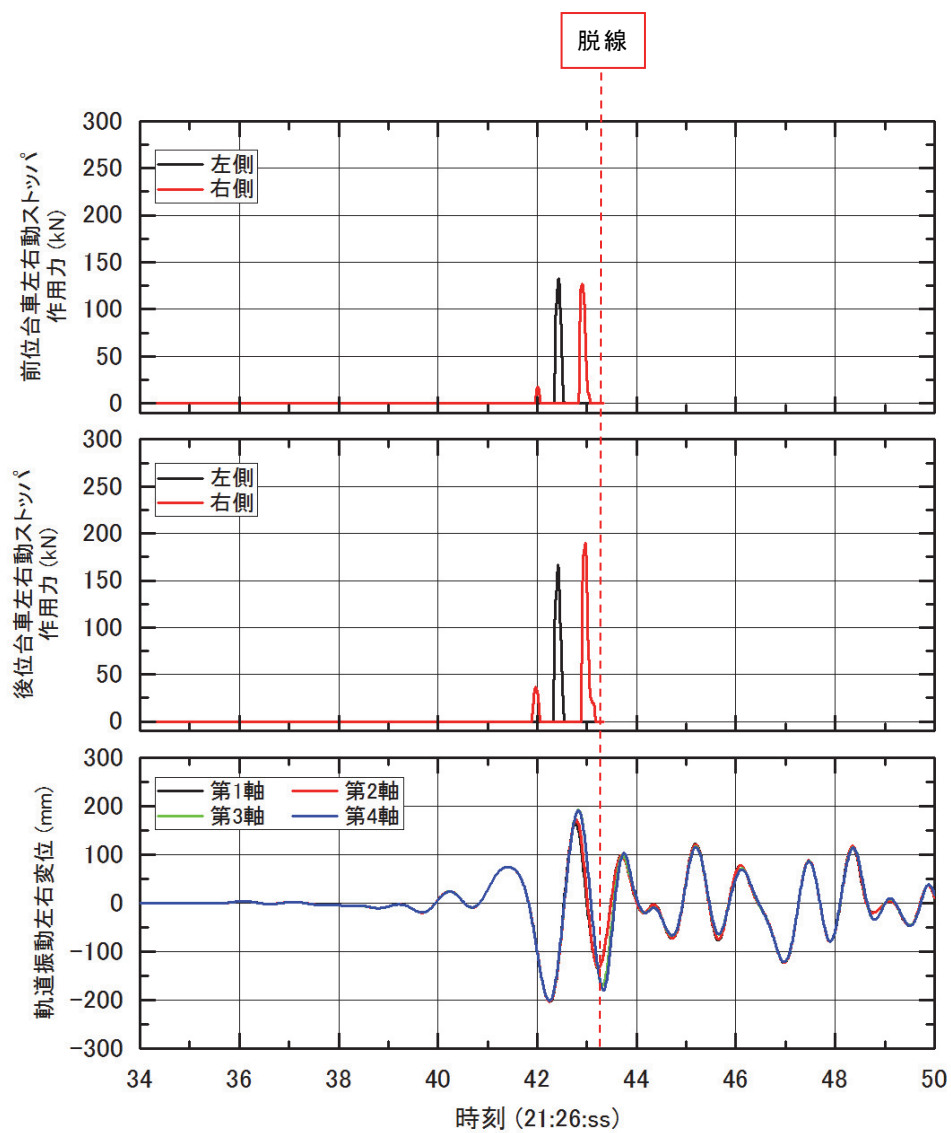 脱線
300
250
200
150
100
50
0
前位台車左右動ストッパ
作用力 (kN)
左側
右側
300
250
200
150
100
50
0
後位台車左右動ストッパ
作用力 (kN)
左側
右側
300
200
100
0
-100
-200
-300
軌道振動左右変位 (mm)
第1軸 第2軸
第3軸 第4軸
34 36 38 40 42 44 46 48 50
時刻 (21:26:ss)